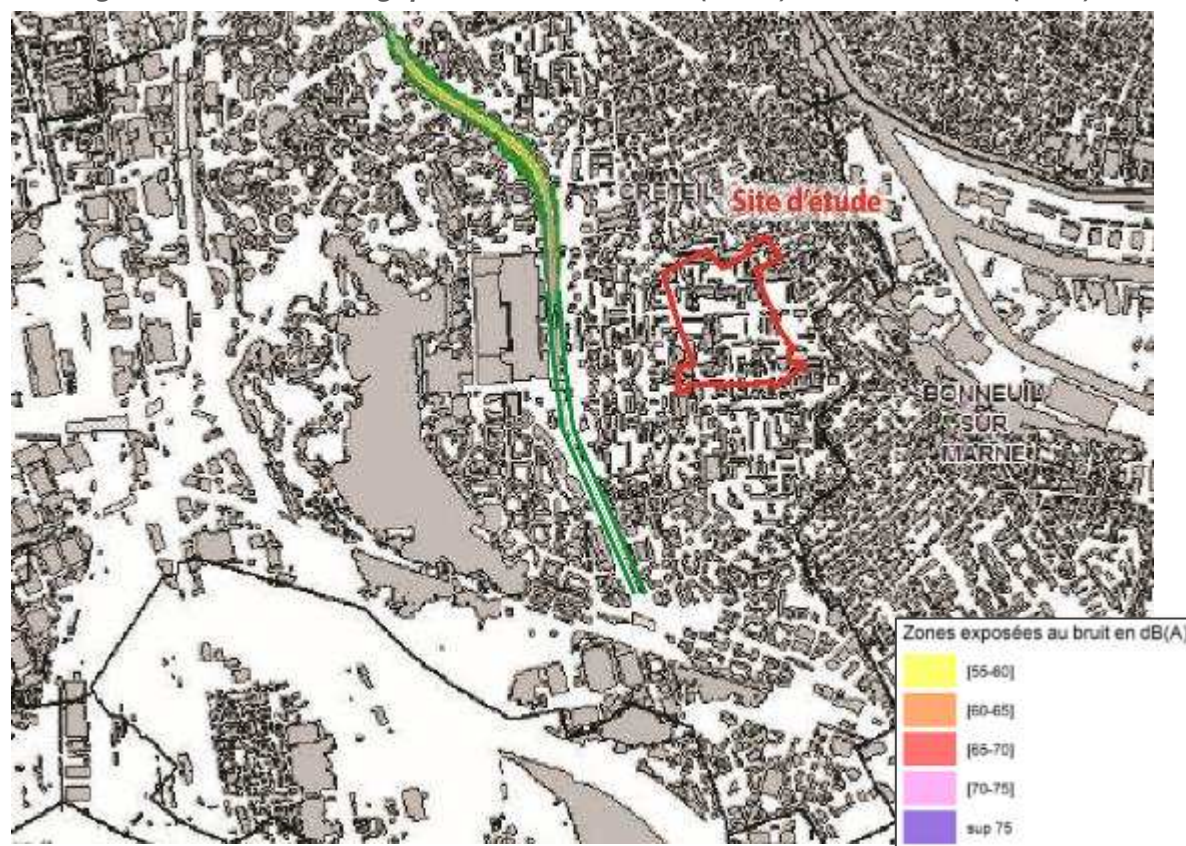 CRETEIL
Site d'étude
BONNEUIL
SUR
MARNE
Zones exposées au bruit en dB(A)
[55-60]
[60-65]
[65-70]
[70-75]
sup 75